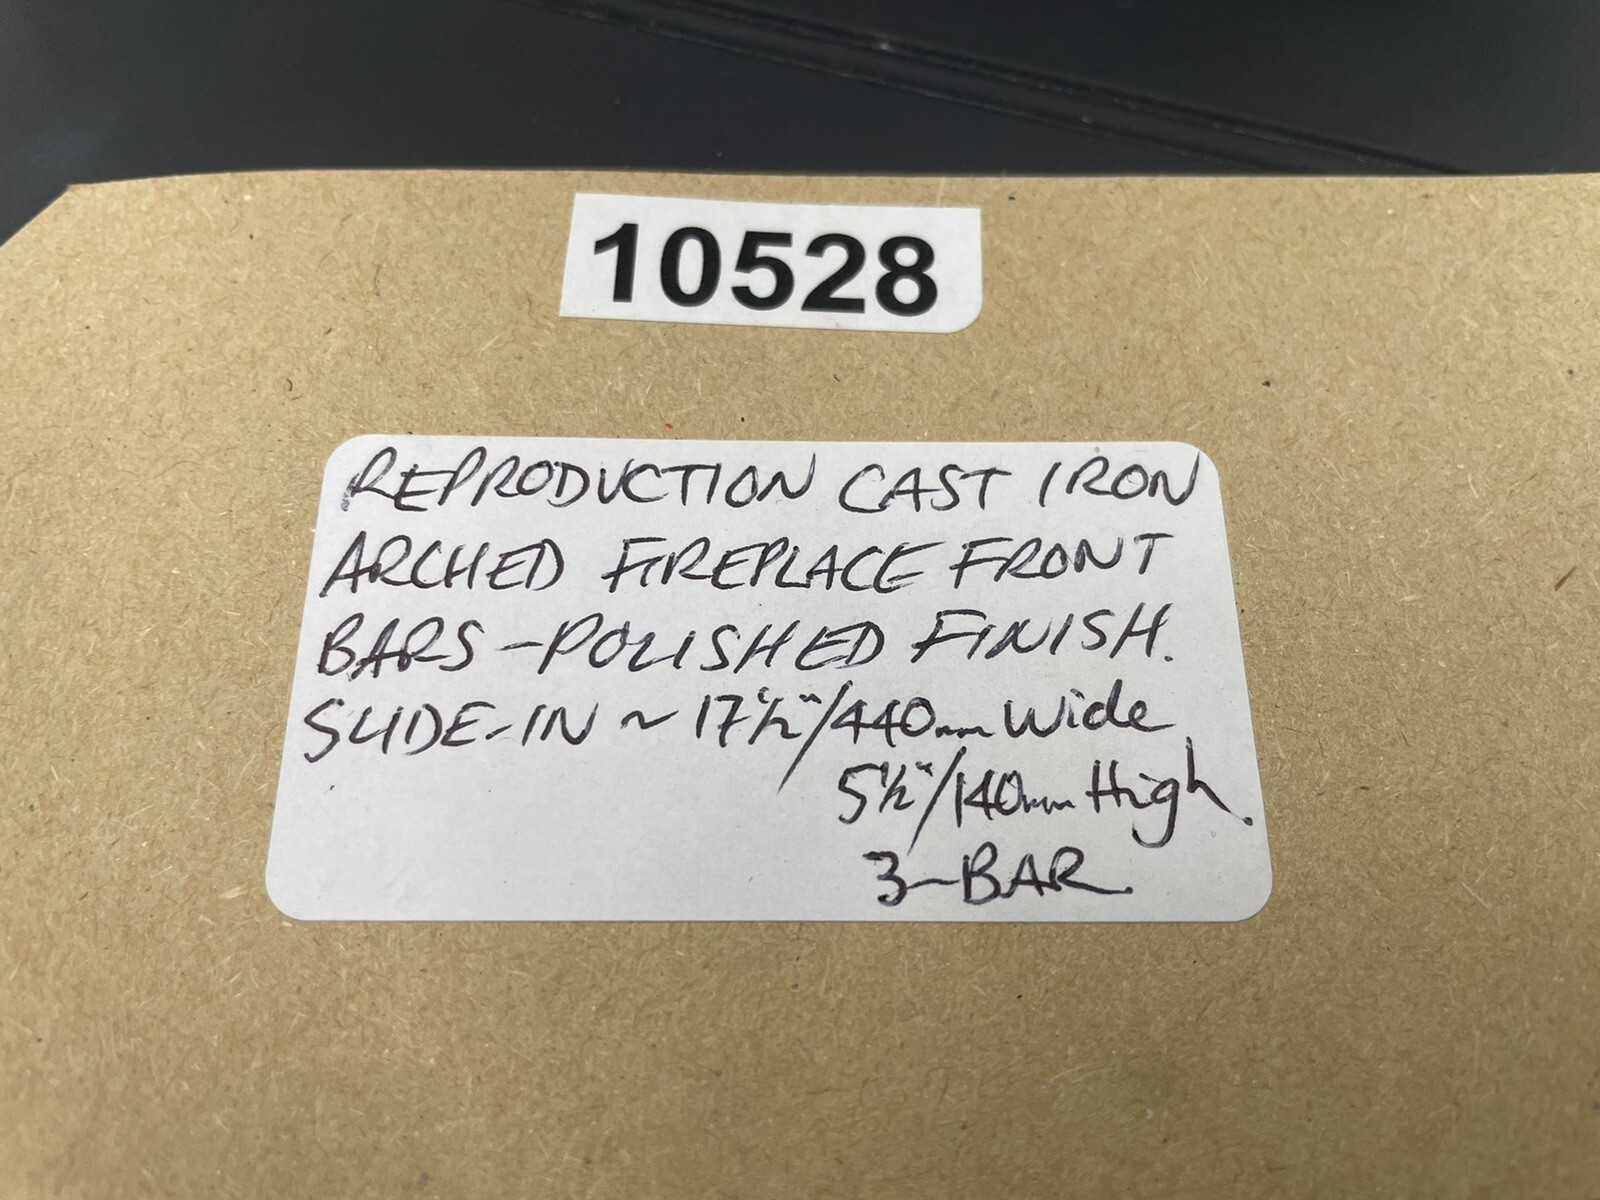 10528
REPRODUCTION CAST IRON
ARCHED FIREPLACE FRONT
BARS - POLISHED FINISH.
SLIDE-IN ~ 17½"/440mm Wide
5½"/140mm High.
3-BAR